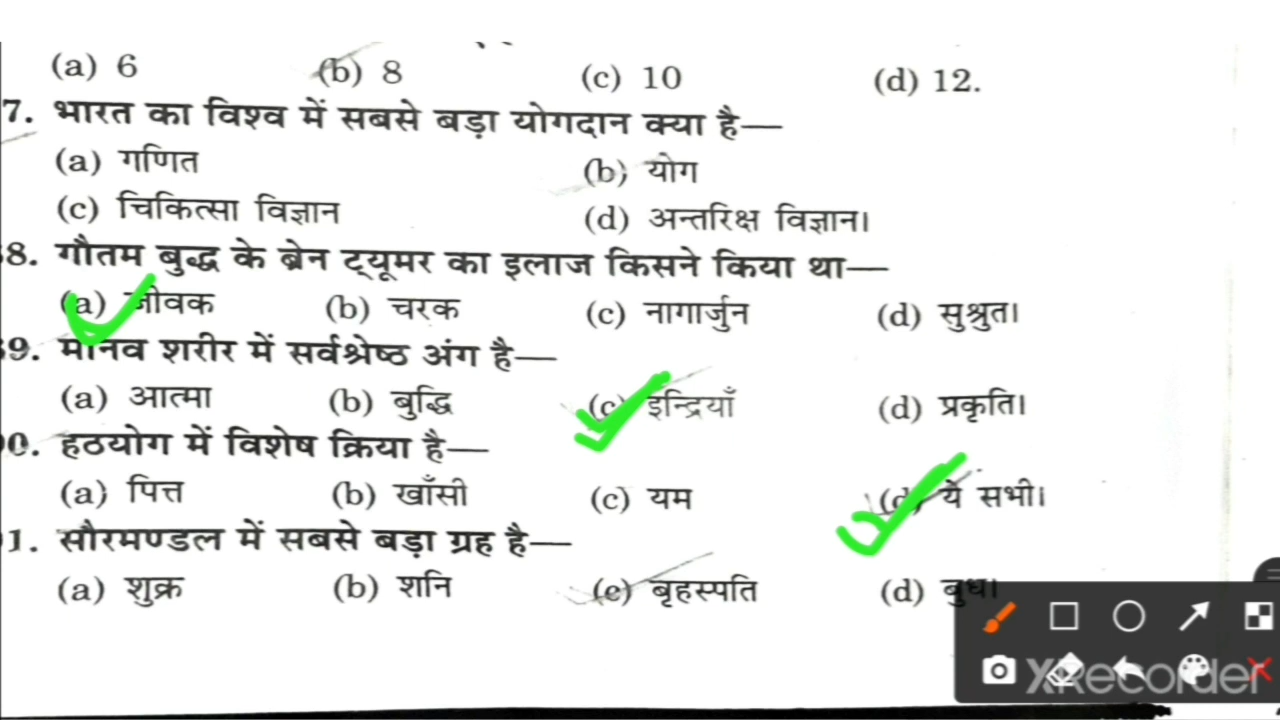 (a) 6 (b) 8 (c) 10 (d) 12.
7. भारत का विश्व में सबसे बड़ा योगदान क्या है—
(a) गणित (b) योग
(c) चिकित्सा विज्ञान (d) अन्तरिक्ष विज्ञान।
38. गौतम बुद्ध के ब्रेन ट्यूमर का इलाज किसने किया था—
(a) जीवक (b) चरक (c) नागार्जुन (d) सुश्रुत।
39. मानव शरीर में सर्वश्रेष्ठ अंग है—
(a) आत्मा (b) बुद्धि (c) इन्द्रियाँ (d) प्रकृति।
0. हठयोग में विशेष क्रिया है—
(a) पित्त (b) खाँसी (c) यम (d) ये सभी।
1. सौरमण्डल में सबसे बड़ा ग्रह है—
(a) शुक्र (b) शनि (c) बृहस्पति (d) बुध।
XRecorder